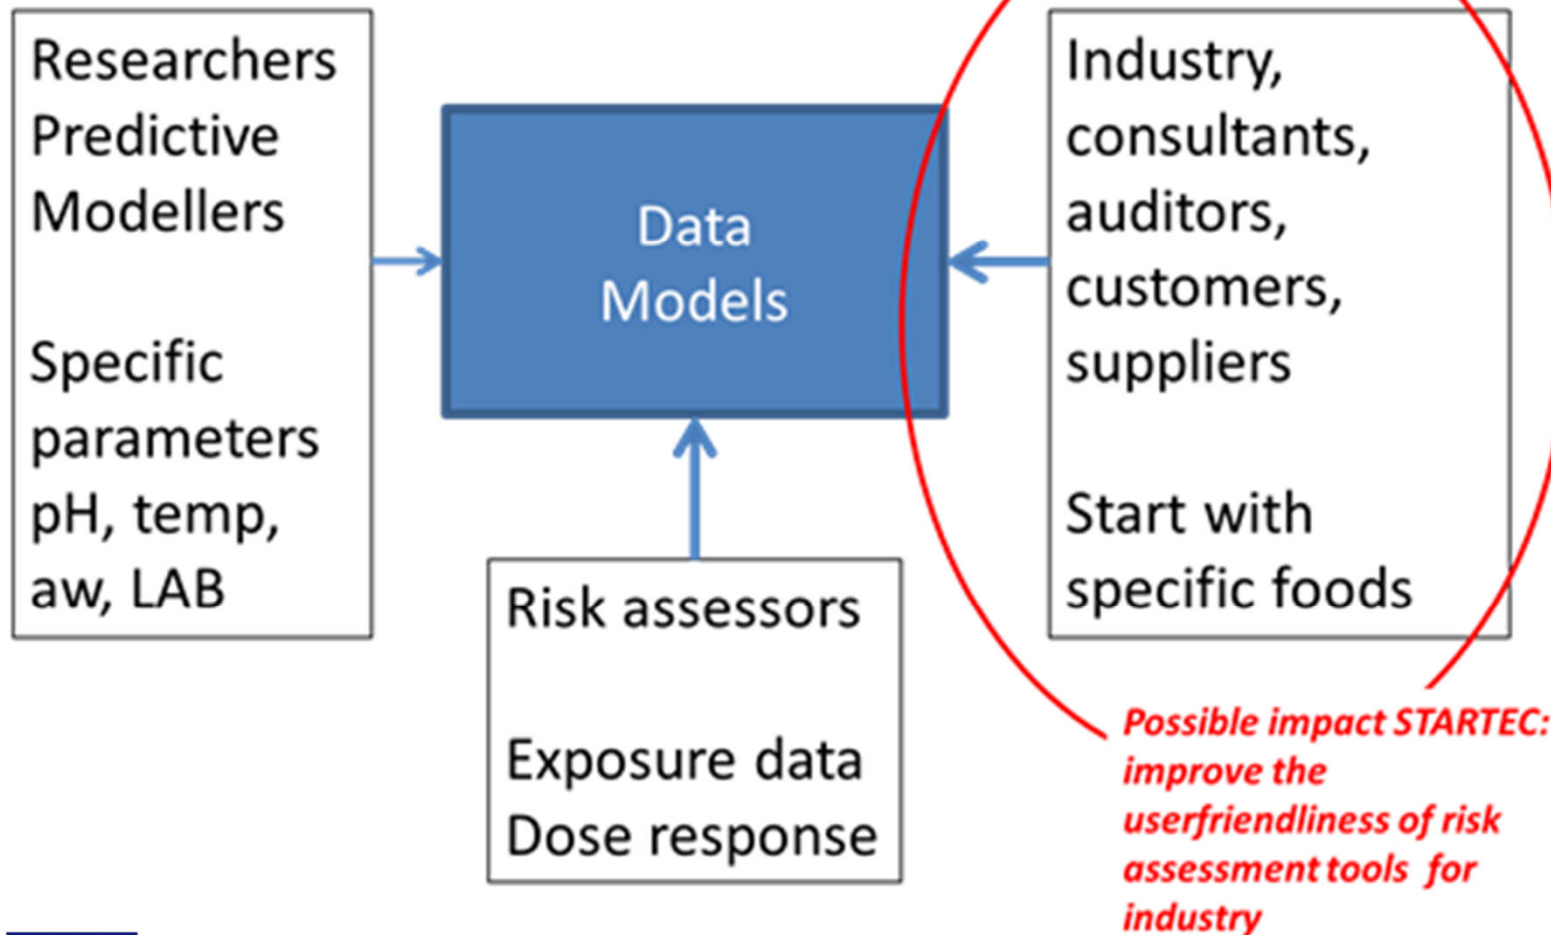 Researchers
Predictive
Modellers
Specific
parameters
pH, temp,
aw, LAB
Data
Models
Risk assessors
Exposure data
Dose response
Industry,
consultants,
auditors,
customers,
suppliers
Start with
specific foods
Possible impact STARTEC:
improve the
userfriendliness of risk
assessment tools for
industry